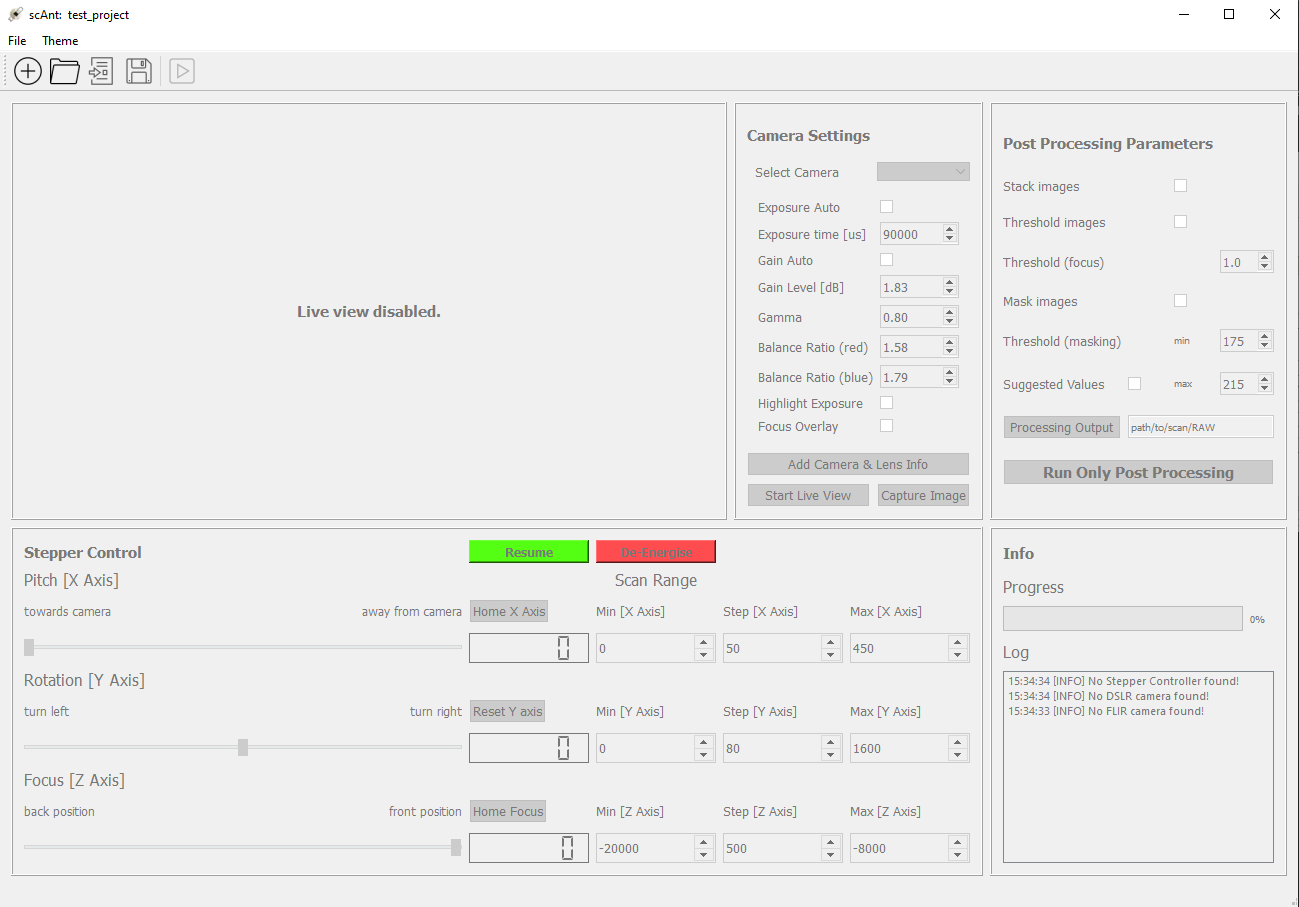 scAnt: test_project
File Theme
Live view disabled.
Camera Settings
Select Camera
Exposure Auto
Exposure time [us] 90000
Gain Auto
Gain Level [dB] 1.83
Gamma 0.80
Balance Ratio (red) 1.58
Balance Ratio (blue) 1.79
Highlight Exposure
Focus Overlay
Add Camera & Lens Info
Start Live View Capture Image
Post Processing Parameters
Stack images
Threshold images
Threshold (focus) 1.0
Mask images
Threshold (masking) min 175
Suggested Values max 215
Processing Output path/to/scan/RAW
Run Only Post Processing
Stepper Control Resume De-Energise
Pitch [X Axis] Scan Range
towards camera away from camera Home X Axis Min [X Axis] Step [X Axis] Max [X Axis]
0 0 50 450
Rotation [Y Axis]
turn left turn right Reset Y axis Min [Y Axis] Step [Y Axis] Max [Y Axis]
0 0 80 1600
Focus [Z Axis]
back position front position Home Focus Min [Z Axis] Step [Z Axis] Max [Z Axis]
0 -20000 500 -8000
Info
Progress
0%
Log
15:34:34 [INFO] No Stepper Controller found!
15:34:34 [INFO] No DSLR camera found!
15:34:33 [INFO] No FLIR camera found!